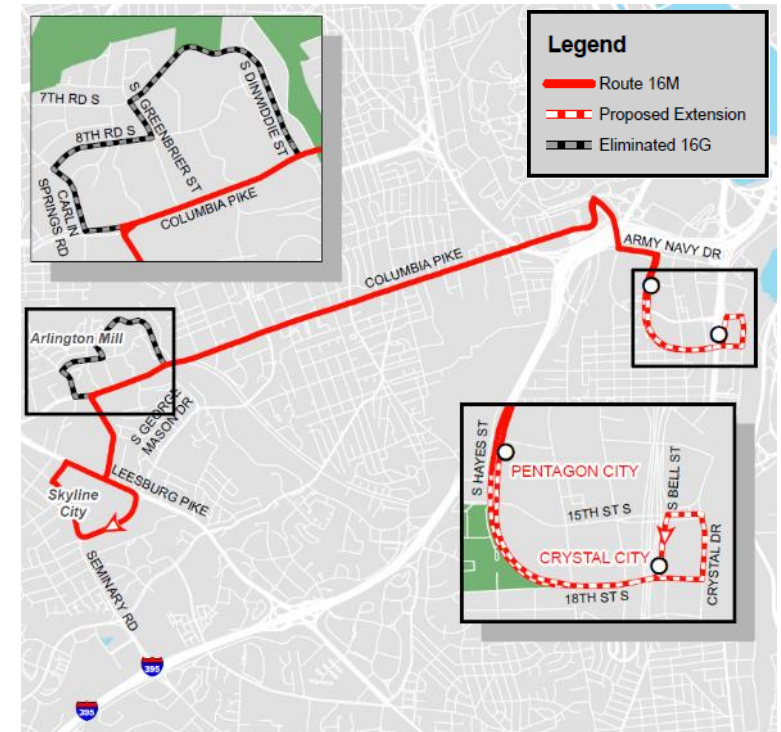 Legend
Route 16M
Proposed Extension
Eliminated 16G
7TH RD S
8TH RD S
S GREENBRIER ST
S DINWIDDIE ST
CARLIN
SPRINGS RD
COLUMBIA PIKE
COLUMBIA PIKE
ARMY NAVY DR
Arlington Mill
S GEORGE
MASON DR
LEESBURG PIKE
Skyline
City
SEMINARY RD
S HAYES ST
PENTAGON CITY
S BELL ST
15TH ST S
CRYSTAL CITY
CRYSTAL DR
18TH ST S
395
395